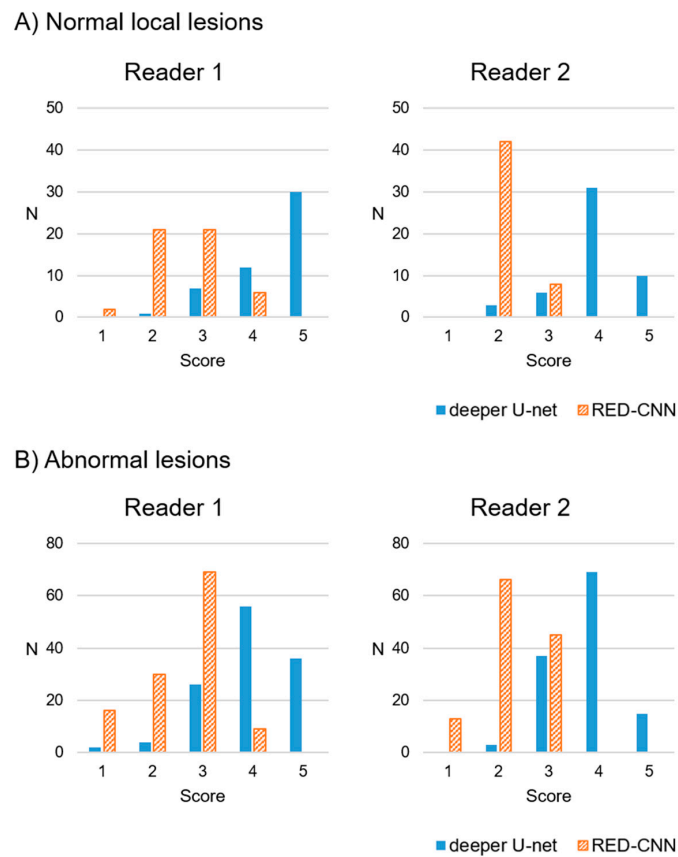 A) Normal local lesions
Reader 1
Reader 2
50
40
30
20
10
0
N
1 2 3 4 5
Score
50
40
30
20
10
0
N
1 2 3 4 5
Score
deeper U-net RED-CNN
B) Abnormal lesions
Reader 1
Reader 2
80
60
40
20
0
N
1 2 3 4 5
Score
80
60
40
20
0
N
1 2 3 4 5
Score
deeper U-net RED-CNN